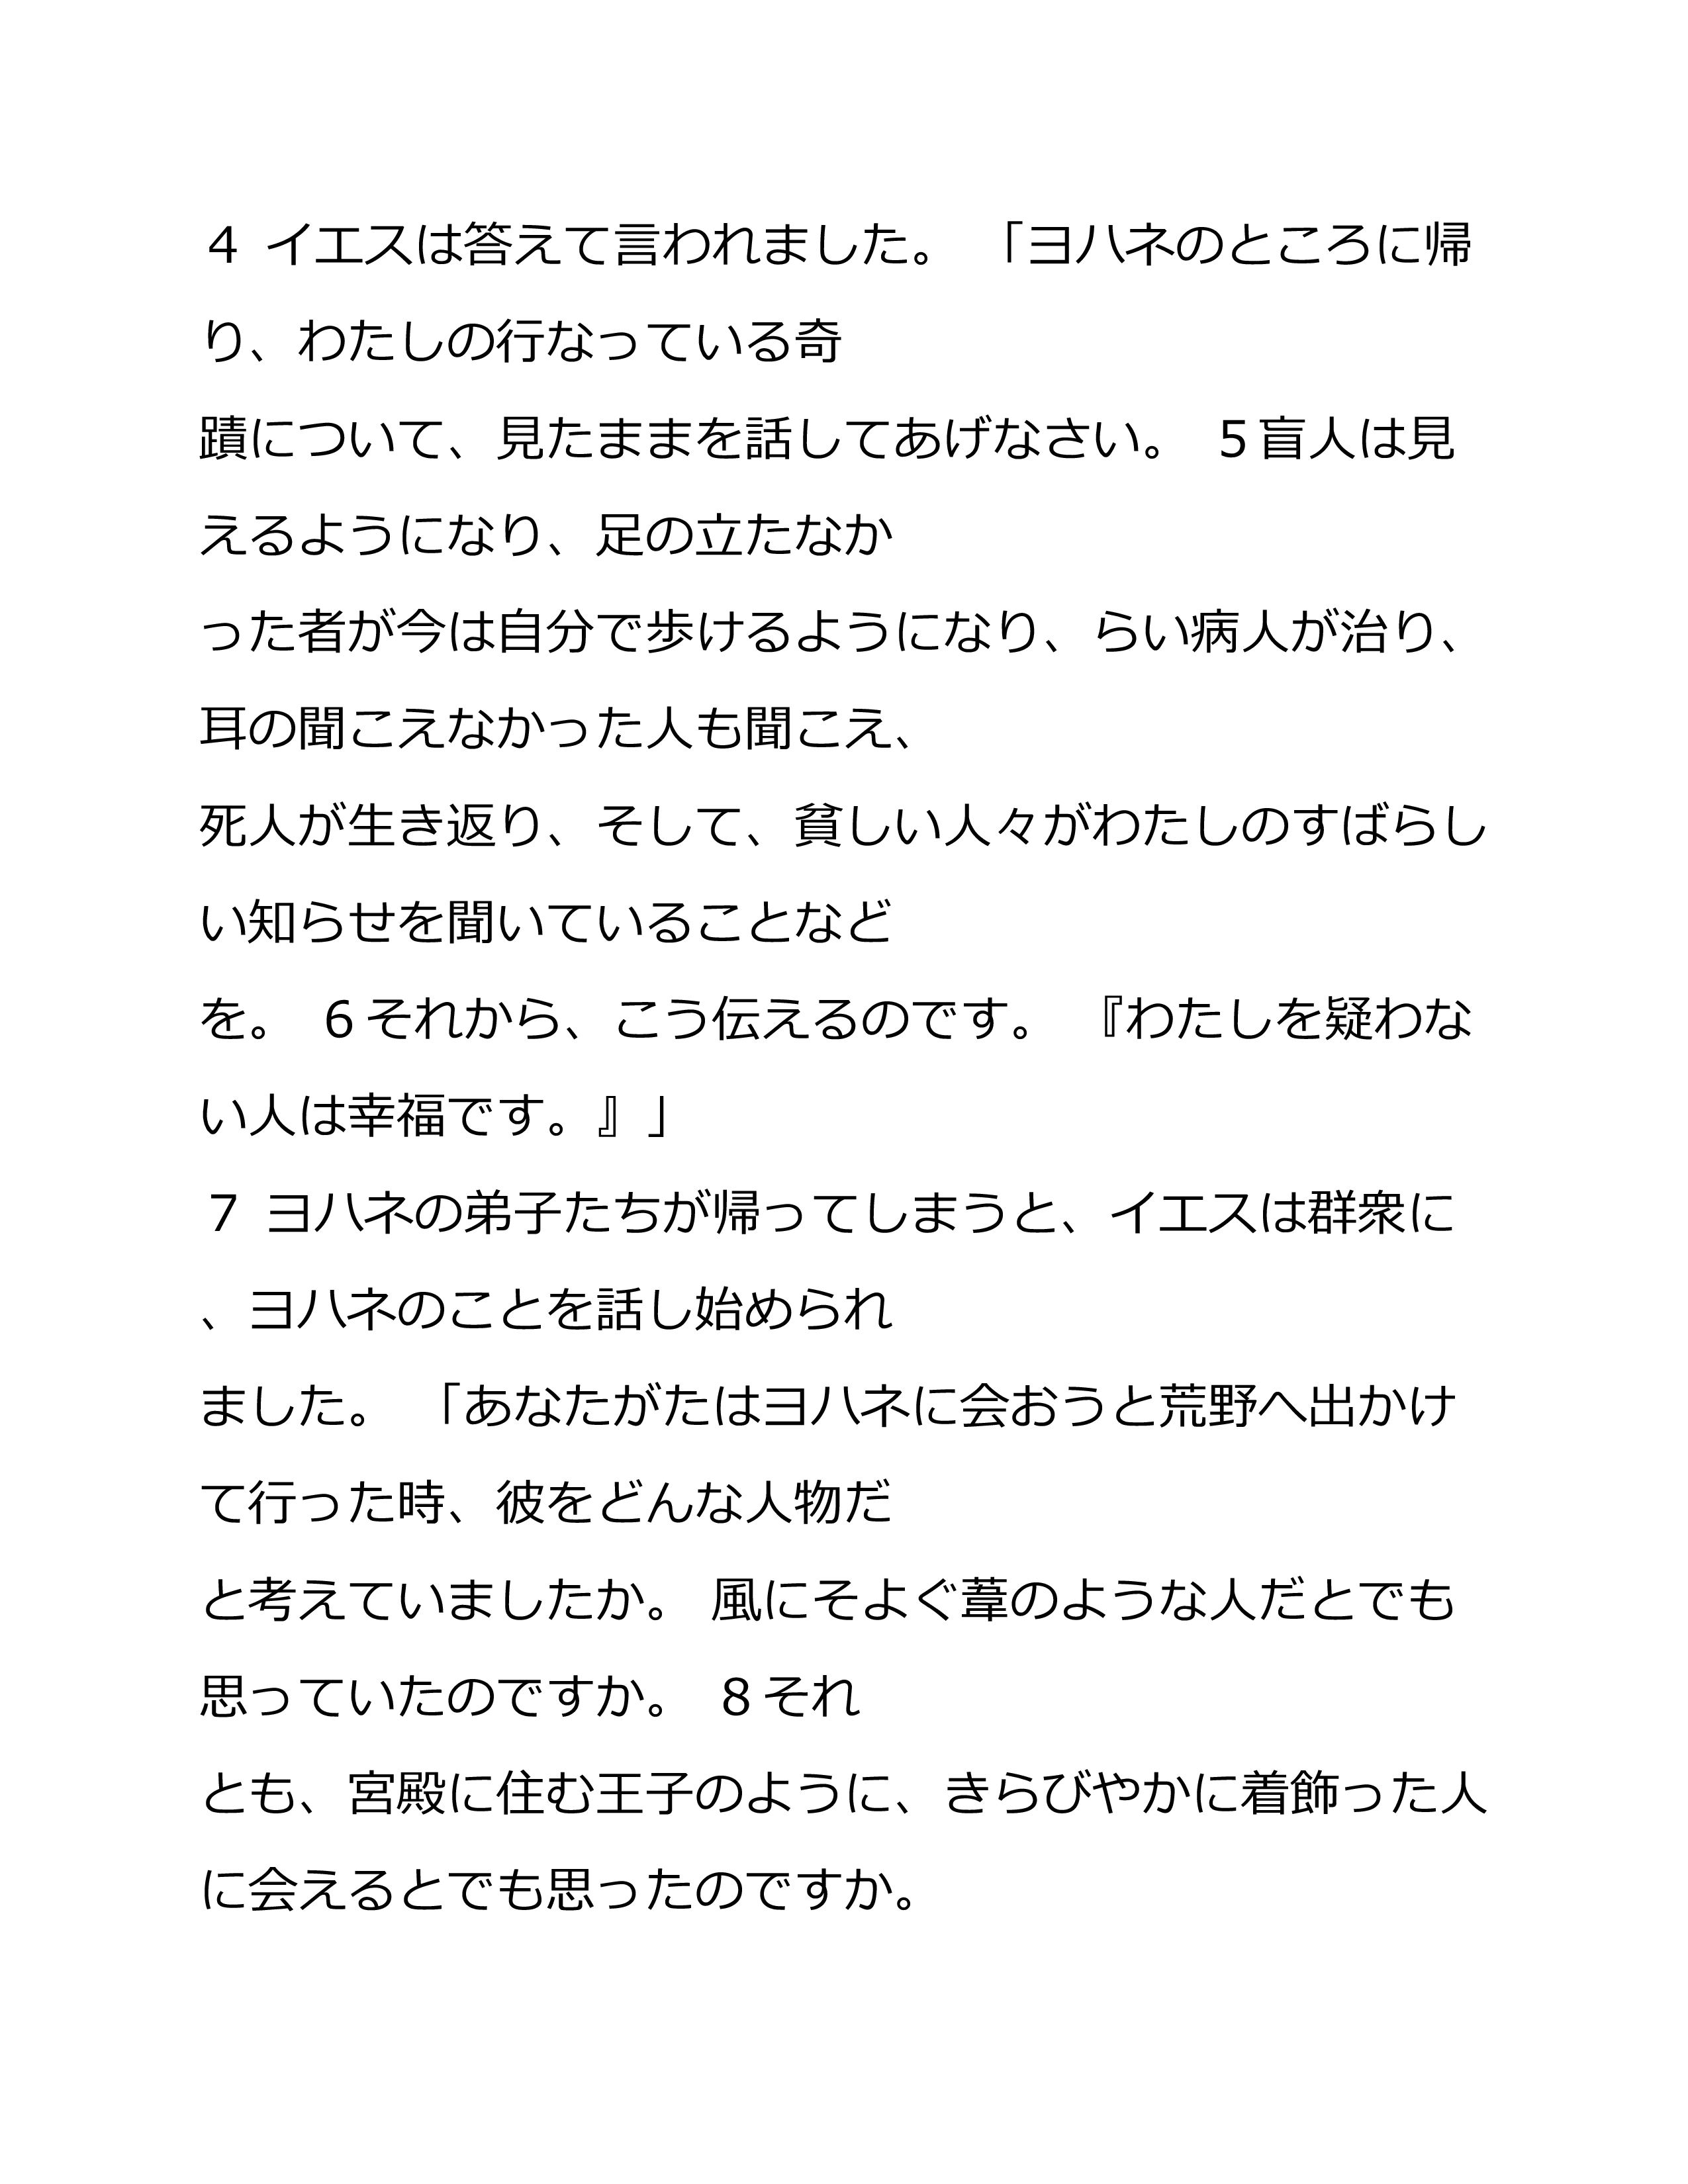 ４ イエスは答えて言われました。 「ヨハネのところに帰
り、わたしの行なっている奇
蹟について、見たままを話してあげなさい。 ５盲人は見
えるようになり、足の立たなか
った者が今は自分で歩けるようになり、らい病人が治り、
耳の聞こえなかった人も聞こえ、
死人が生き返り、そして、貧しい人々がわたしのすばらし
い知らせを聞いていることなど
を。 ６それから、こう伝えるのです。 『わたしを疑わな
い人は幸福です。』」
７ ヨハネの弟子たちが帰ってしまうと、イエスは群衆に
、ヨハネのことを話し始められ
ました。 「あなたがたはヨハネに会おうと荒野へ出かけ
て行った時、彼をどんな人物だ
と考えていましたか。 風にそよぐ葦のような人だとでも
思っていたのですか。 ８それ
とも、宮殿に住む王子のように、きらびやかに着飾った人
に会えるとでも思ったのですか。